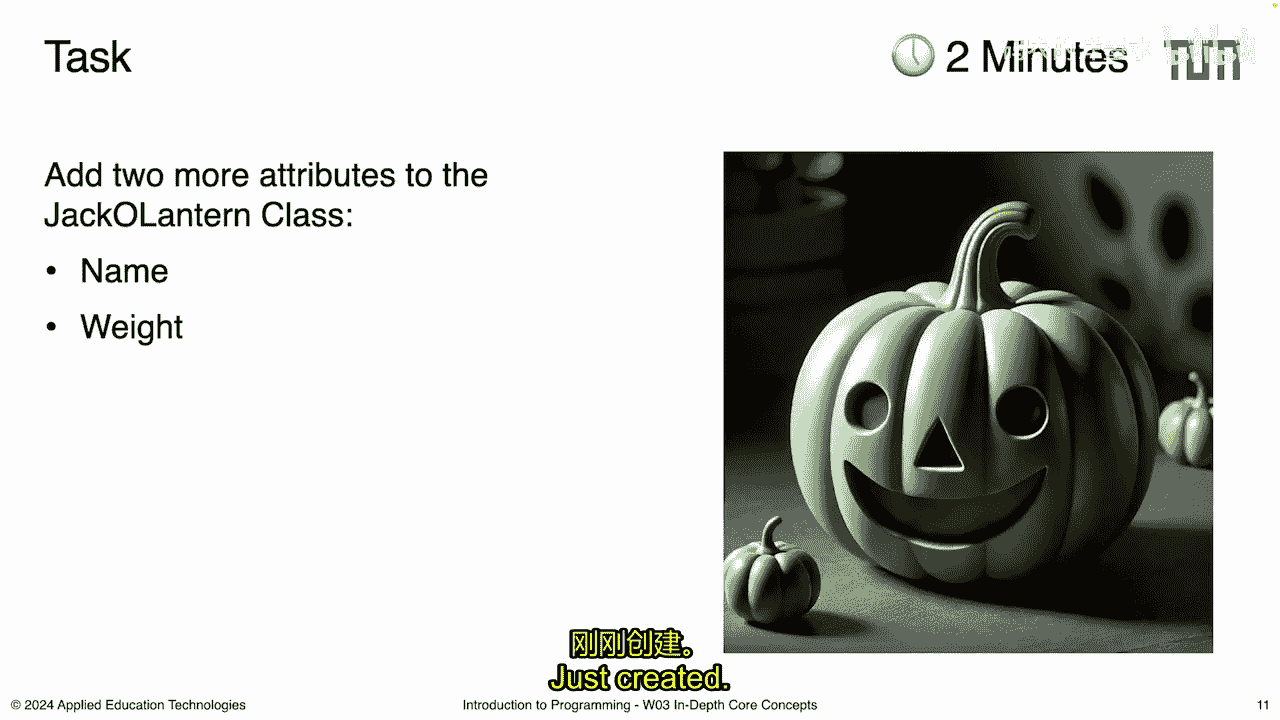 Task
🕔 2 Minutes
TUM
Add two more attributes to the
JackOLantern Class:
• Name
• Weight
刚刚创建。
Just created.
© 2024 Applied Education Technologies
Introduction to Programming - W03 In-Depth Core Concepts
11